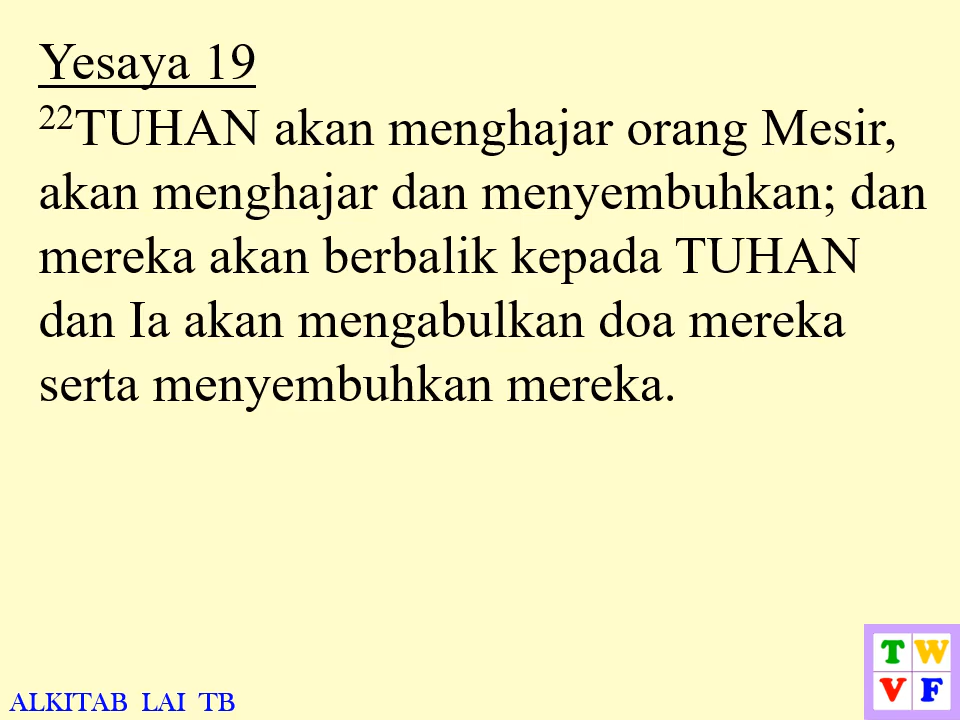 Yesaya 19
22TUHAN akan menghajar orang Mesir,
akan menghajar dan menyembuhkan; dan
mereka akan berbalik kepada TUHAN
dan Ia akan mengabulkan doa mereka
serta menyembuhkan mereka.
ALKITAB LAI TB
T W
V F